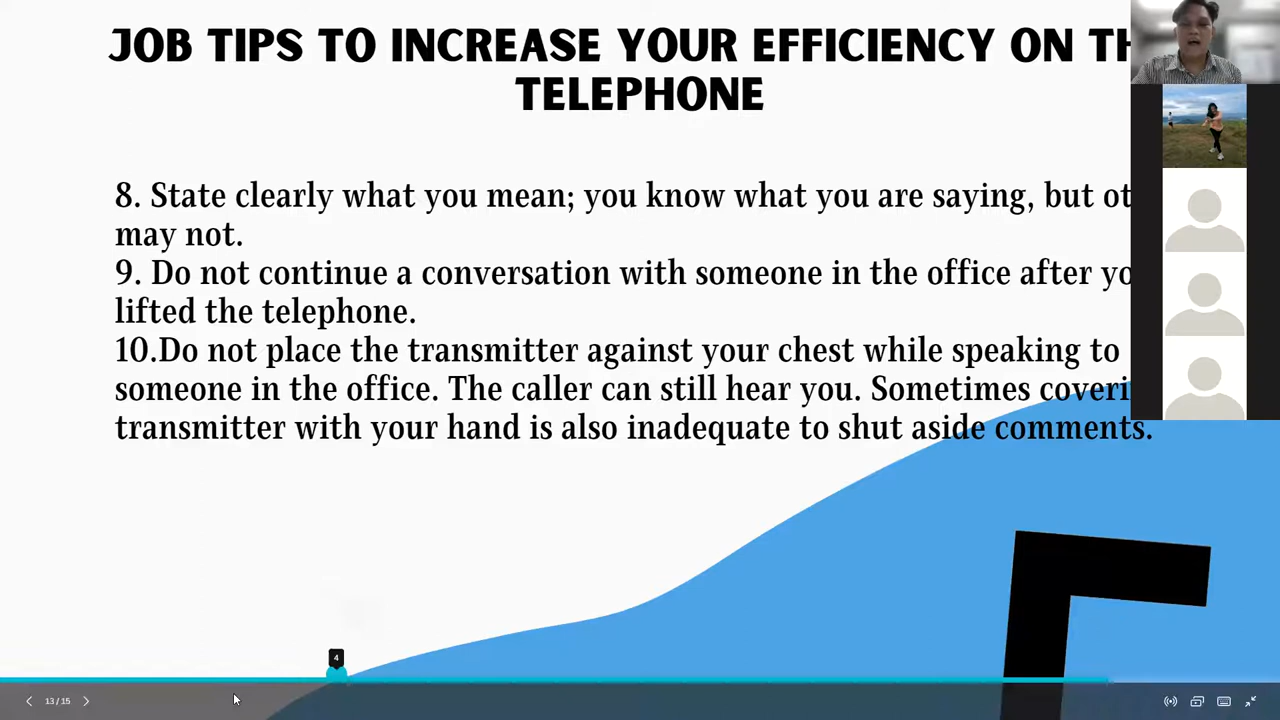 JOB TIPS TO INCREASE YOUR EFFICIENCY ON TH
TELEPHONE
8. State clearly what you mean; you know what you are saying, but ot
may not.
9. Do not continue a conversation with someone in the office after yo
lifted the telephone.
10.Do not place the transmitter against your chest while speaking to
someone in the office. The caller can still hear you. Sometimes coveri
transmitter with your hand is also inadequate to shut aside comments.
4
13 / 15